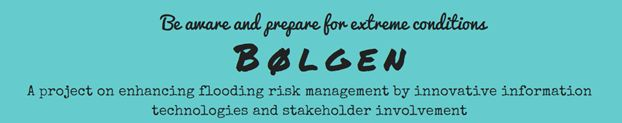 Be aware and prepare for extreme conditions
BØLGEN
A project on enhancing flooding risk management by innovative information
technologies and stakeholder involvement